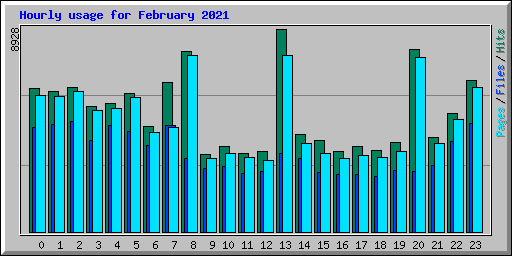 Hourly usage for February 2021
8928
Pages/Files/Hits
0 1 2 3 4 5 6 7 8 9 10 11 12 13 14 15 16 17 18 19 20 21 22 23